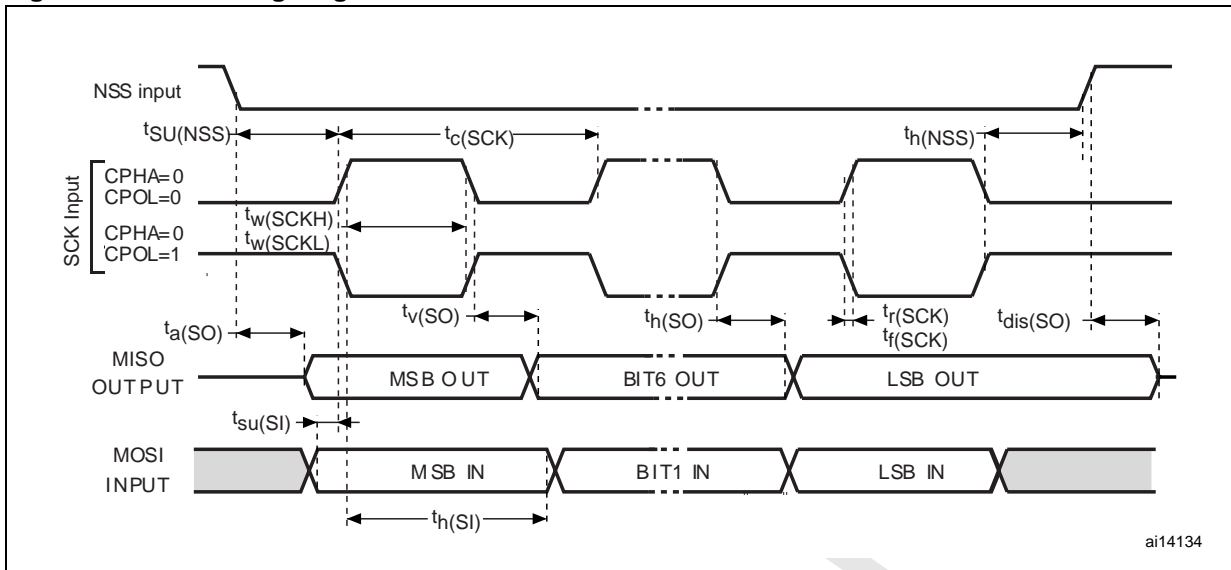 NSS input
tSU(NSS)
tc(SCK)
th(NSS)
SCK Input
CPHA=0
CPOL=0
tw(SCKH)
CPHA=0
tw(SCKL)
CPOL=1
tv(SO)
th(SO)
tr(SCK)
tf(SCK)
tdis(SO)
ta(SO)
MISO
OUTPUT
MSB OUT
BIT6 OUT
LSB OUT
tsu(SI)
MOSI
INPUT
MSB IN
BIT1 IN
LSB IN
th(SI)
ai14134